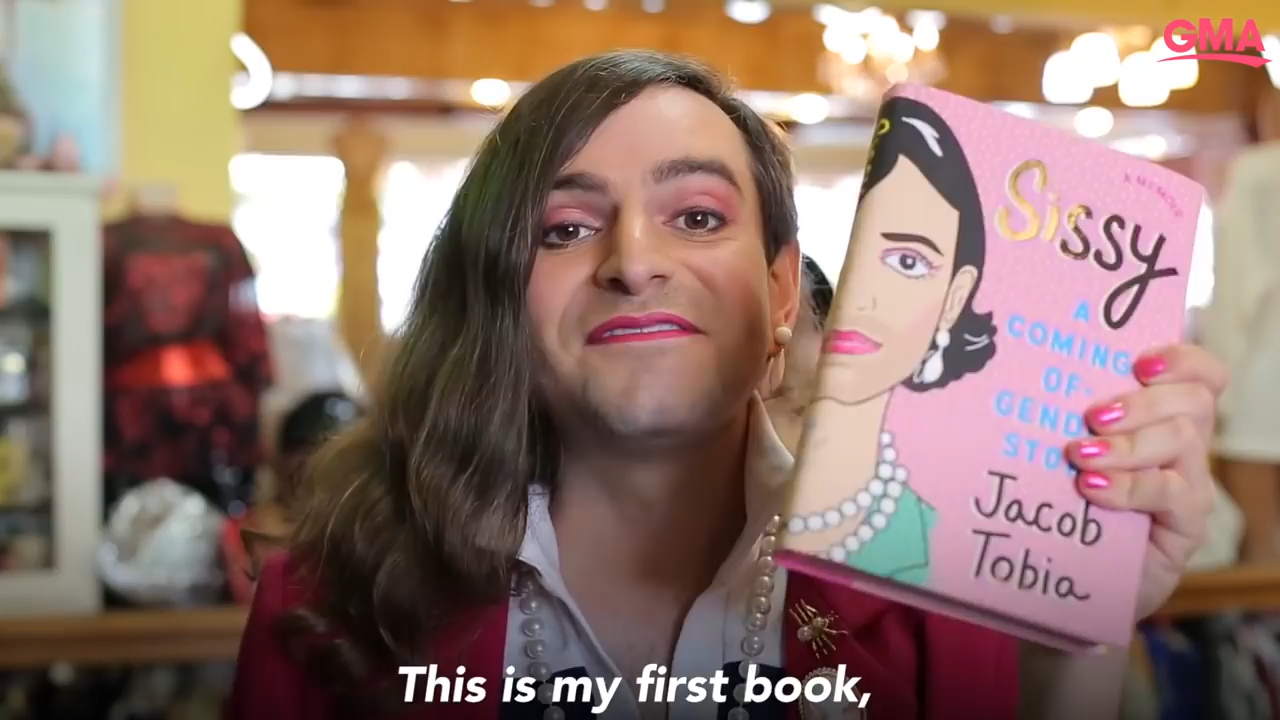 GMA
A MEMOIR
Sissy
A
COMING
OF-
GEND
STO
Jacob
Tobia
This is my first book,